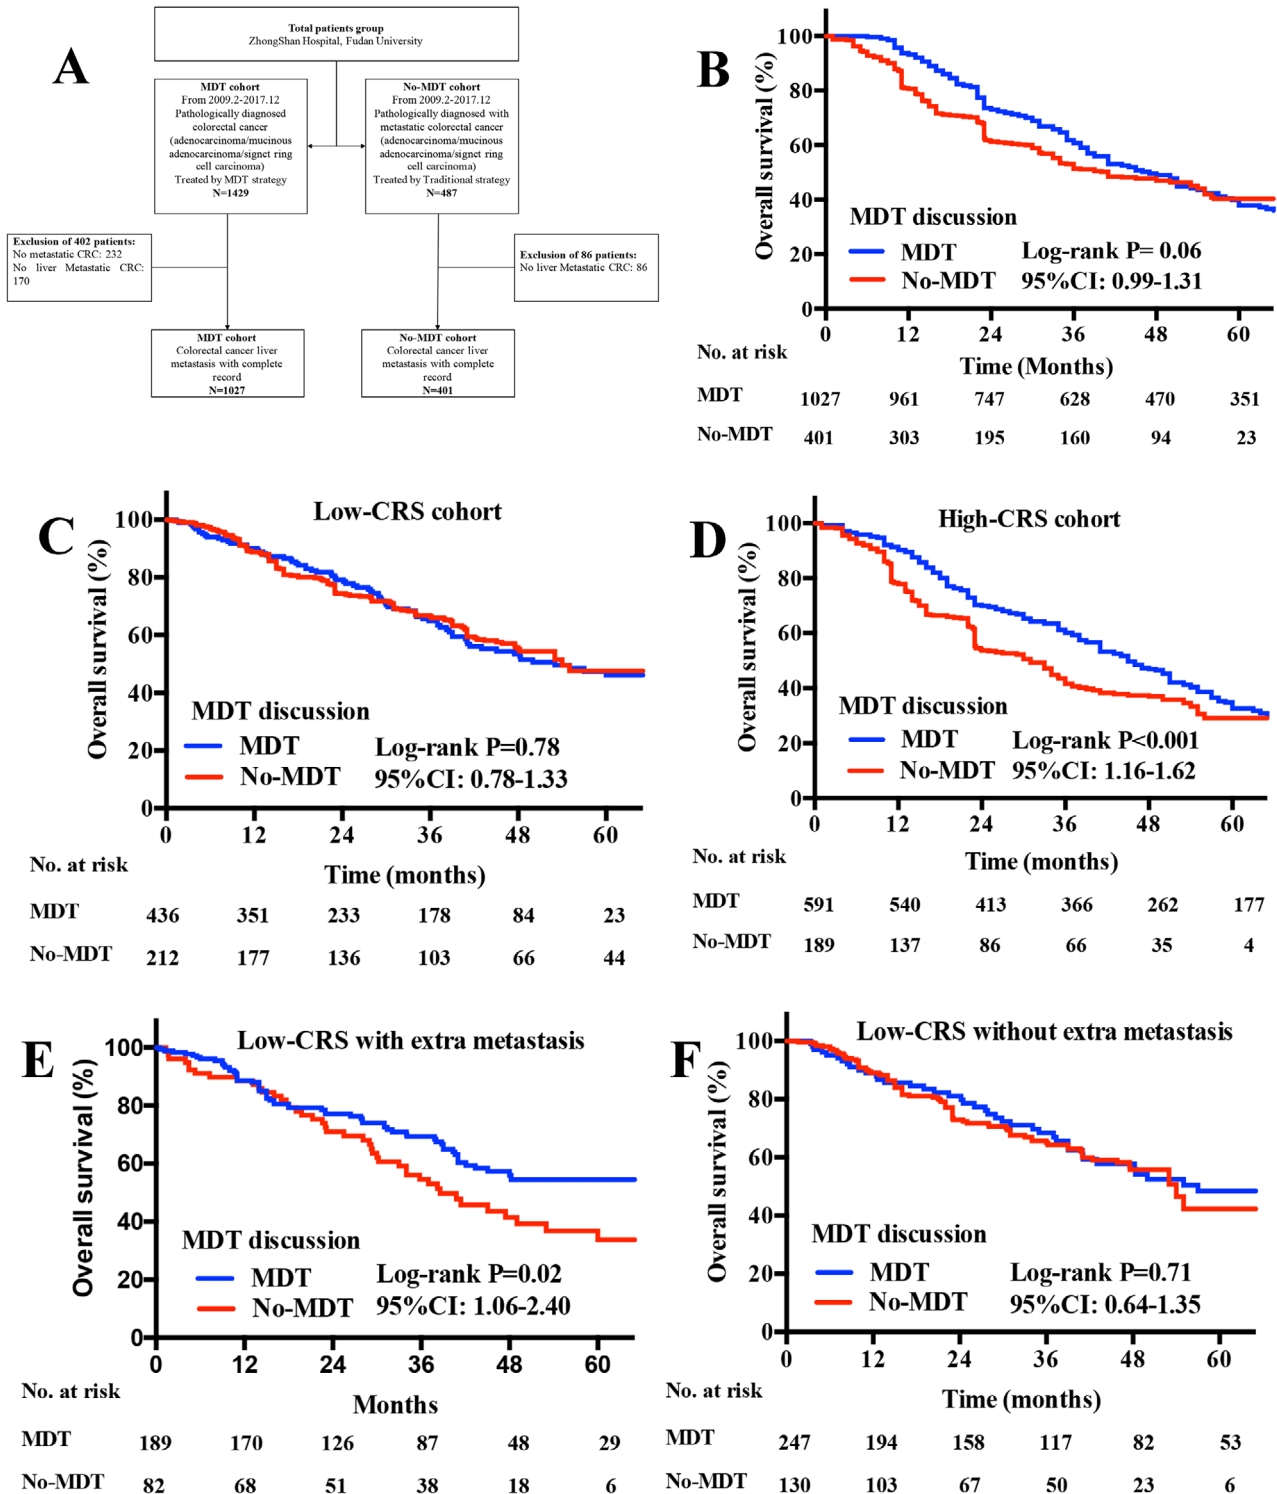 A
Total patients group
ZhongShan Hospital, Fudan University
MDT cohort
From 2009.2-2017.12
Pathologically diagnosed
colorectal cancer
(adenocarcinoma/mucinous
adenocarcinoma/signet ring
cell carcinoma)
Treated by MDT strategy
N=1429
No-MDT cohort
From 2009.2-2017.12
Pathologically diagnosed with
metastatic colorectal cancer
(adenocarcinoma/mucinous
adenocarcinoma/signet ring
cell carcinoma)
Treated by Traditional strategy
N=487
Exclusion of 402 patients:
No metastatic CRC: 232
No liver Metastatic CRC:
170
Exclusion of 86 patients:
No liver Metastatic CRC: 86
MDT cohort
Colorectal cancer liver
metastasis with complete
record
N=1027
No-MDT cohort
Colorectal cancer liver
metastasis with complete
record
N=401
B
Overall survival (%)
100
80
60
40
20
0
MDT discussion
MDT
No-MDT
Log-rank P= 0.06
95%CI: 0.99-1.31
0 12 24 36 48 60
Time (Months)
No. at risk
MDT 1027 961 747 628 470 351
No-MDT 401 303 195 160 94 23
C
Low-CRS cohort
Overall survival (%)
100
80
60
40
20
0
MDT discussion
MDT
No-MDT
Log-rank P=0.78
95%CI: 0.78-1.33
0 12 24 36 48 60
Time (months)
No. at risk
MDT 436 351 233 178 84 23
No-MDT 212 177 136 103 66 44
D
High-CRS cohort
Overall survival (%)
100
80
60
40
20
0
MDT discussion
MDT
No-MDT
Log-rank P<0.001
95%CI: 1.16-1.62
0 12 24 36 48 60
Time (months)
No. at risk
MDT 591 540 413 366 262 177
No-MDT 189 137 86 66 35 4
E
Low-CRS with extra metastasis
Overall survival (%)
100
80
60
40
20
0
MDT discussion
MDT
No-MDT
Log-rank P=0.02
95%CI: 1.06-2.40
0 12 24 36 48 60
Months
No. at risk
MDT 189 170 126 87 48 29
No-MDT 82 68 51 38 18 6
F
Low-CRS without extra metastasis
Overall survival (%)
100
80
60
40
20
0
MDT discussion
MDT
No-MDT
Log-rank P=0.71
95%CI: 0.64-1.35
0 12 24 36 48 60
Time (months)
No. at risk
MDT 247 194 158 117 82 53
No-MDT 130 103 67 50 23 6